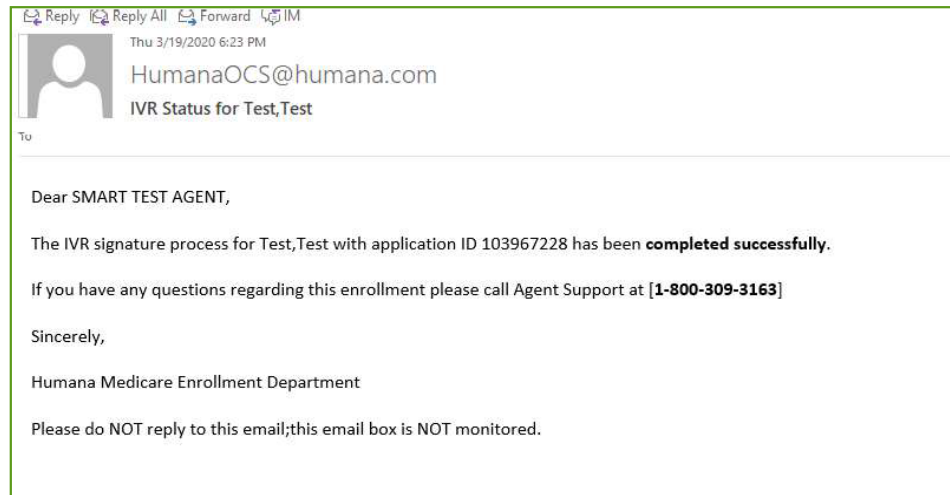 Reply Reply All Forward IM
Thu 3/19/2020 6:23 PM
HumanaOCS@humana.com
IVR Status for Test,Test
To
Dear SMART TEST AGENT,
The IVR signature process for Test,Test with application ID 103967228 has been completed successfully.
If you have any questions regarding this enrollment please call Agent Support at [1-800-309-3163]
Sincerely,
Humana Medicare Enrollment Department
Please do NOT reply to this email;this email box is NOT monitored.